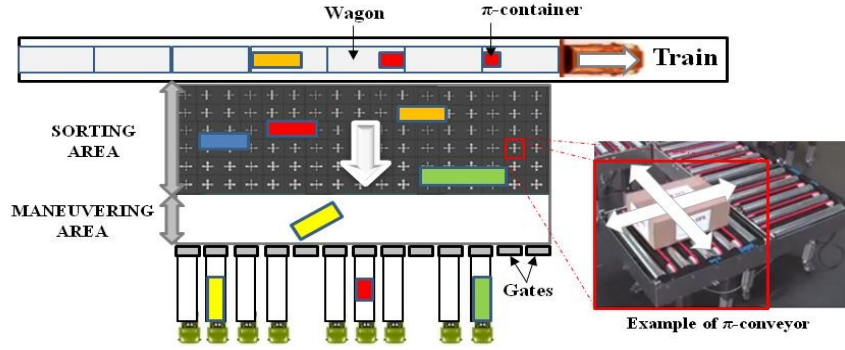 Wagon
π-container
Train
SORTING
AREA
MANEUVERING
AREA
Gates
Example of π-conveyor